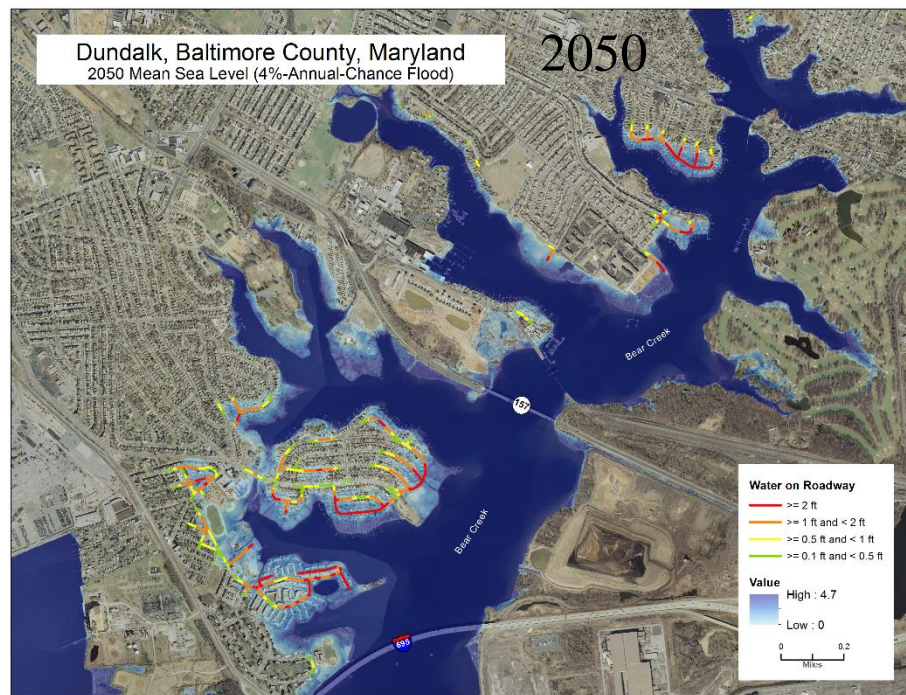 Dundalk, Baltimore County, Maryland
2050 Mean Sea Level (4%-Annual-Chance Flood)
2050
Bear Creek
157
Bear Creek
695
Water on Roadway
>= 2 ft
>= 1 ft and < 2 ft
>= 0.5 ft and < 1 ft
>= 0.1 ft and < 0.5 ft
Value
High : 4.7
Low : 0
0 0.2
Miles